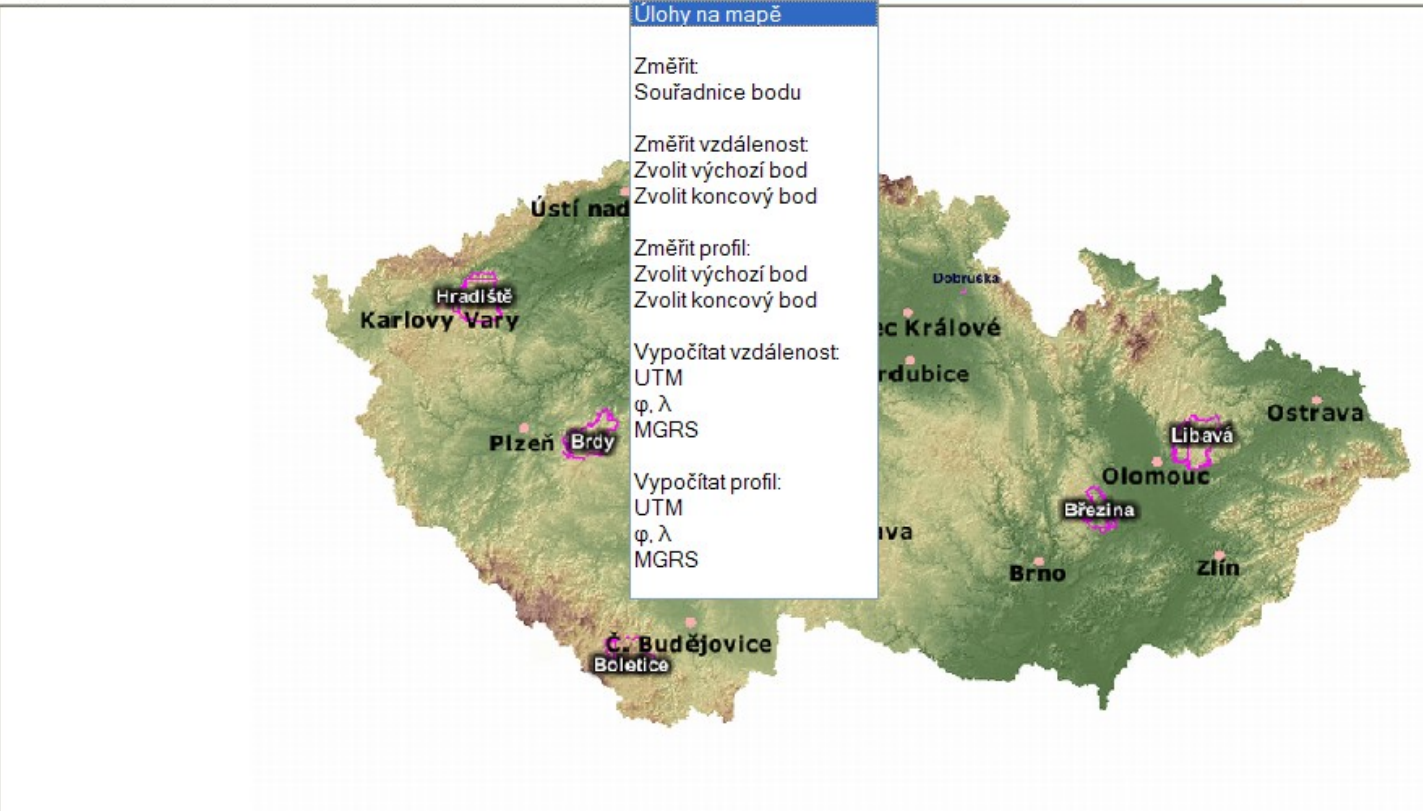 Úlohy na mapě
Změřit:
Souřadnice bodu
Změřit vzdálenost:
Zvolit výchozí bod
Zvolit koncový bod
Změřit profil:
Zvolit výchozí bod
Zvolit koncový bod
Vypočítat vzdálenost:
UTM
φ, λ
MGRS
Vypočítat profil:
UTM
φ, λ
MGRS
Ústí nad
Dobruška
Hradiště
Karlovy Vary
ec Králové
rdubice
Ostrava
Plzeň
Brdy
Libavá
Olomouc
Březina
ava
Brno
Zlín
Č. Budějovice
Boletice